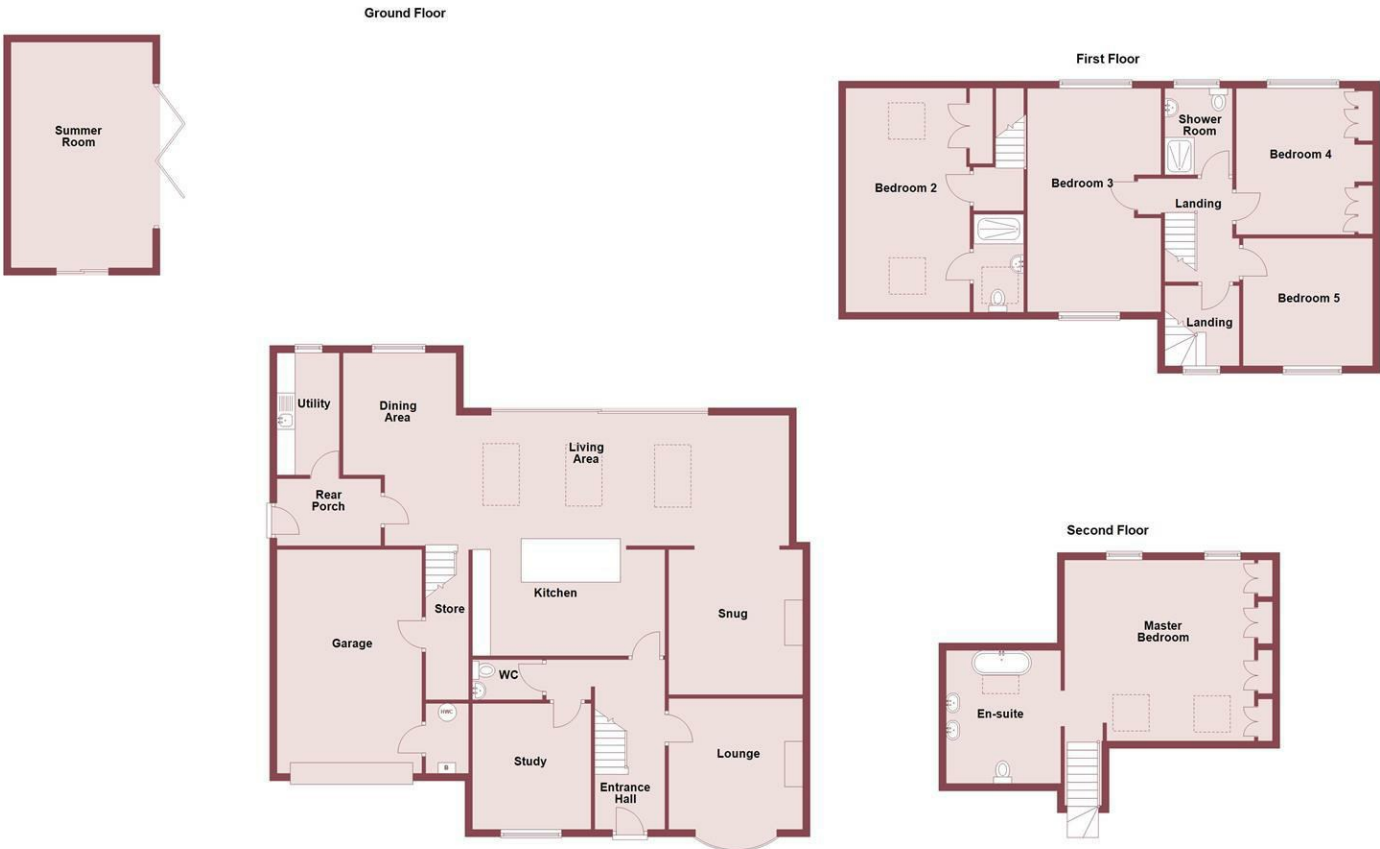 Ground Floor
Summer
Room
Utility
Dining
Area
Living
Area
Rear
Porch
Garage
Store
Kitchen
Snug
WC
HWC
B
Study
Entrance
Hall
Lounge
First Floor
Bedroom 2
Bedroom 3
Shower
Room
Bedroom 4
Landing
Bedroom 5
Landing
Second Floor
Master
Bedroom
En-suite